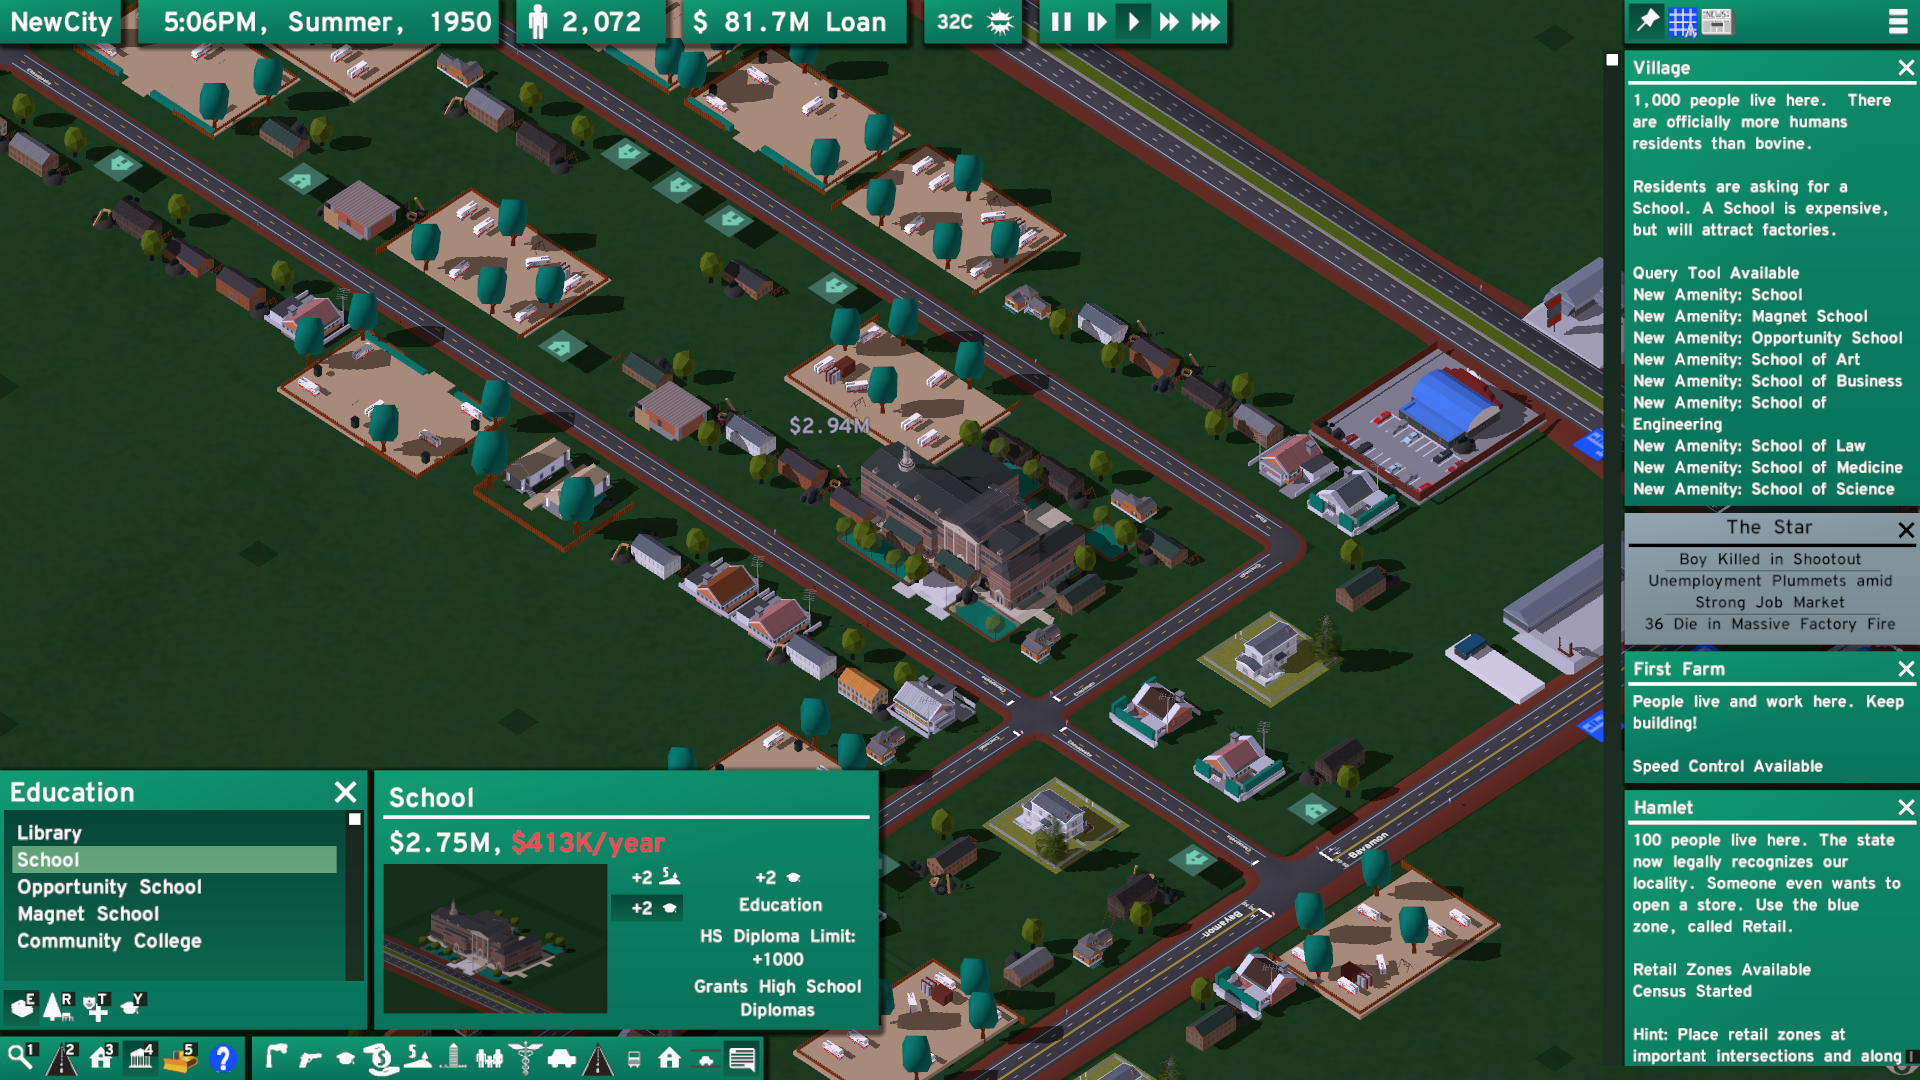 NewCity
5:06PM, Summer, 1950
2,072
$ 81.7M Loan
32C
Village
1,000 people live here. There
are officially more humans
residents than bovine.
Residents are asking for a
School. A School is expensive,
but will attract factories.
Query Tool Available
New Amenity: School
New Amenity: Magnet School
New Amenity: Opportunity School
New Amenity: School of Art
New Amenity: School of Business
New Amenity: School of
Engineering
New Amenity: School of Law
New Amenity: School of Medicine
New Amenity: School of Science
The Star
Boy Killed in Shootout
Unemployment Plummets amid
Strong Job Market
36 Die in Massive Factory Fire
First Farm
People live and work here. Keep
building!
Speed Control Available
Hamlet
100 people live here. The state
now legally recognizes our
locality. Someone even wants to
open a store. Use the blue
zone, called Retail.
Retail Zones Available
Census Started
Hint: Place retail zones at
important intersections and along
$2.94M
Bayamon
Bayamon
Education
Library
School
Opportunity School
Magnet School
Community College
E
R
T
Y
School
$2.75M, $413K/year
+2
+2
+2
Education
HS Diploma Limit:
+1000
Grants High School
Diplomas
1
2
3
4
5
?